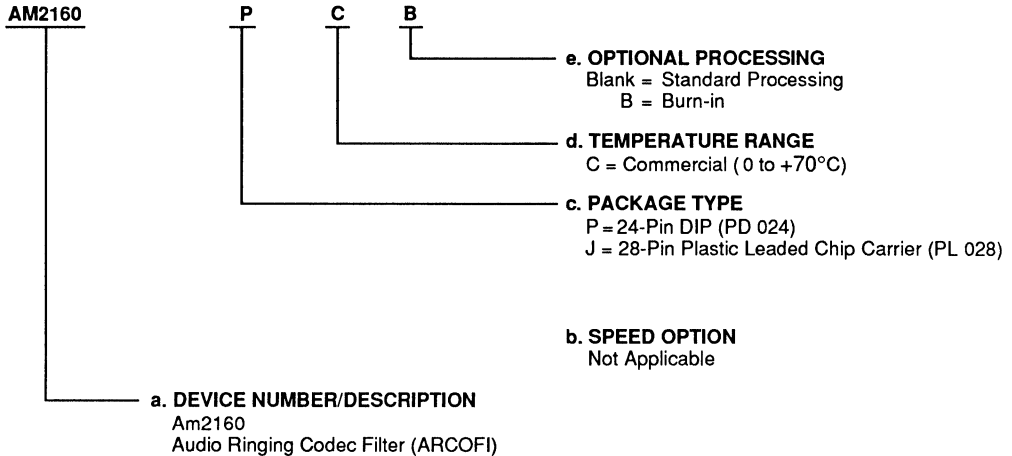 AM2160 P C B
e. OPTIONAL PROCESSING
Blank = Standard Processing
B = Burn-in
d. TEMPERATURE RANGE
C = Commercial ( 0 to +70°C)
c. PACKAGE TYPE
P = 24-Pin DIP (PD 024)
J = 28-Pin Plastic Leaded Chip Carrier (PL 028)
b. SPEED OPTION
Not Applicable
a. DEVICE NUMBER/DESCRIPTION
Am2160
Audio Ringing Codec Filter (ARCOFI)